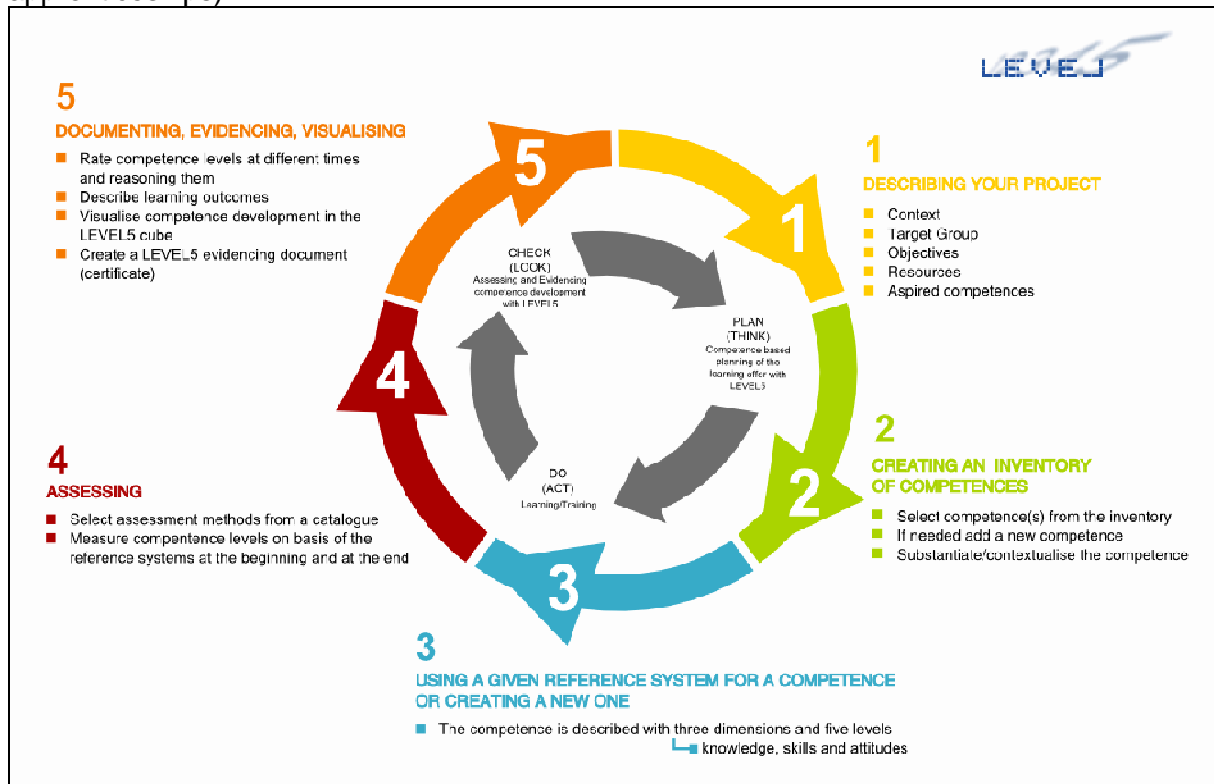 LEVEL5
5
DOCUMENTING, EVIDENCING, VISUALISING
Rate competence levels at different times
and reasoning them
Describe learning outcomes
Visualise competence development in the
LEVEL5 cube
Create a LEVEL5 evidencing document
(certificate)
1
DESCRIBING YOUR PROJECT
Context
Target Group
Objectives
Resources
Aspired competences
5
1
CHECK
(LOOK)
Assessing and Evidencing
competence development
with LEVEL5
PLAN
(THINK)
Competence based
planning of the
learning offer with
LEVEL5
4
2
DO
(ACT)
Learning/Training
3
2
CREATING AN INVENTORY
OF COMPETENCES
Select competence(s) from the inventory
If needed add a new competence
Substantiate/contextualise the competence
4
ASSESSING
Select assessment methods from a catalogue
Measure compentence levels on basis of the
reference systems at the beginning and at the end
3
USING A GIVEN REFERENCE SYSTEM FOR A COMPETENCE
OR CREATING A NEW ONE
The competence is described with three dimensions and five levels
knowledge, skills and attitudes